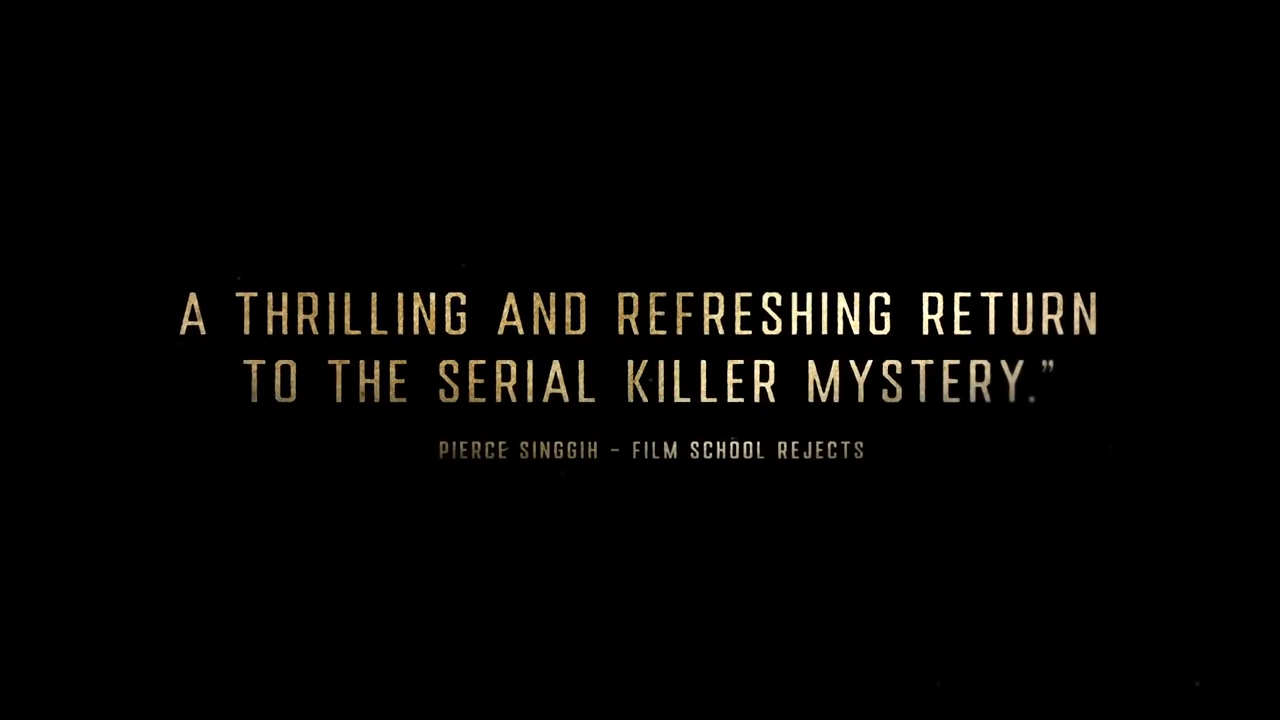 A THRILLING AND REFRESHING RETURN
TO THE SERIAL KILLER MYSTERY.”
PIERCE SINGGIH – FILM SCHOOL REJECTS